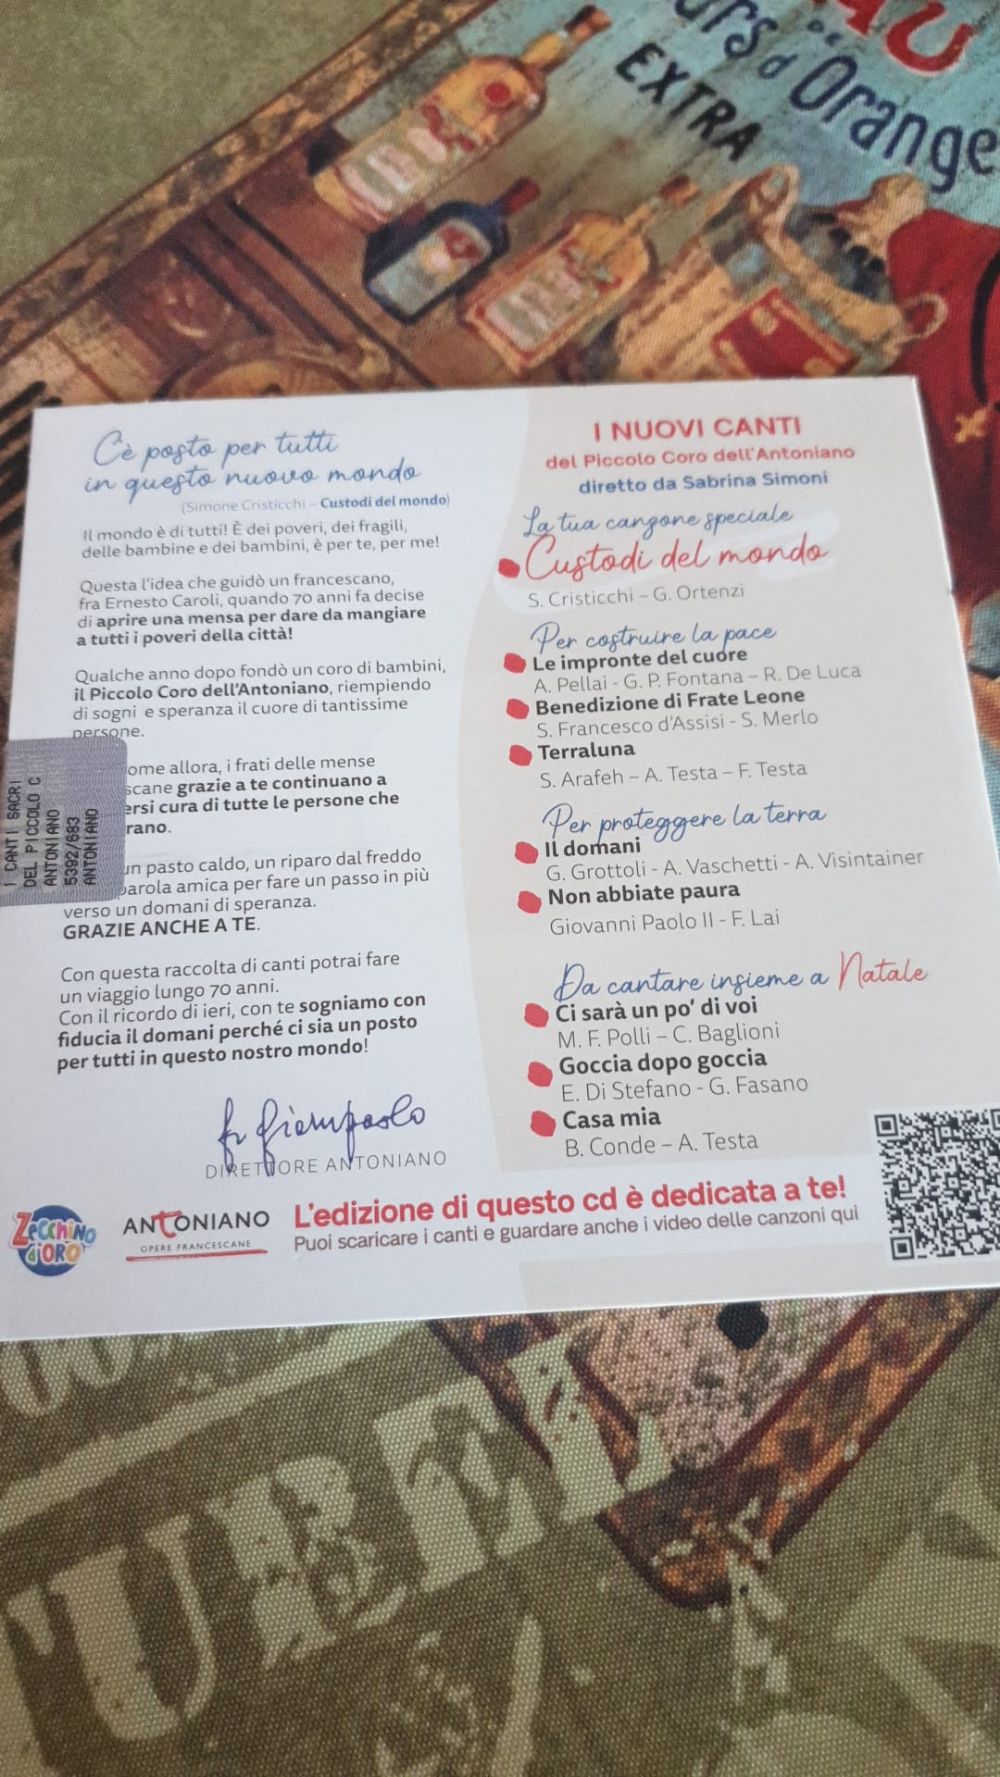 OURS d'Orange
EXTRA
C'è posto per tutti
in questo nuovo mondo
(Simone Cristicchi – Custodi del mondo)
Il mondo è di tutti! È dei poveri, dei fragili,
delle bambine e dei bambini, è per te, per me!
Questa l'idea che guidò un francescano,
fra Ernesto Caroli, quando 70 anni fa decise
di aprire una mensa per dare da mangiare
a tutti i poveri della città!
Qualche anno dopo fondò un coro di bambini,
il Piccolo Coro dell'Antoniano, riempiendo
di sogni e speranza il cuore di tantissime
persone.
ome allora, i frati delle mense
scane grazie a te continuano a
ersi cura di tutte le persone che
rano.
un pasto caldo, un riparo dal freddo
parola amica per fare un passo in più
verso un domani di speranza.
GRAZIE ANCHE A TE.
Con questa raccolta di canti potrai fare
un viaggio lungo 70 anni.
Con il ricordo di ieri, con te sogniamo con
fiducia il domani perché ci sia un posto
per tutti in questo nostro mondo!
fr Giampaolo
DIRETTORE ANTONIANO
I CANTI SACRI
DEL PICCOLO C
ANTONIANO
5392/683
ANTONIANO
I NUOVI CANTI
del Piccolo Coro dell'Antoniano
diretto da Sabrina Simoni
La tua canzone speciale
Custodi del mondo
S. Cristicchi – G. Ortenzi
Per costruire la pace
Le impronte del cuore
A. Pellai - G. P. Fontana – R. De Luca
Benedizione di Frate Leone
S. Francesco d'Assisi - S. Merlo
Terraluna
S. Arafeh – A. Testa – F. Testa
Per proteggere la terra
Il domani
G. Grottoli - A. Vaschetti - A. Visintainer
Non abbiate paura
Giovanni Paolo II - F. Lai
Da cantare insieme a Natale
Ci sarà un po' di voi
M. F. Polli – C. Baglioni
Goccia dopo goccia
E. Di Stefano - G. Fasano
Casa mia
B. Conde – A. Testa
ZeCCHiNO
d'ORO
ANTONIANO
OPERE FRANCESCANE
L'edizione di questo cd è dedicata a te!
Puoi scaricare i canti e guardare anche i video delle canzoni qui